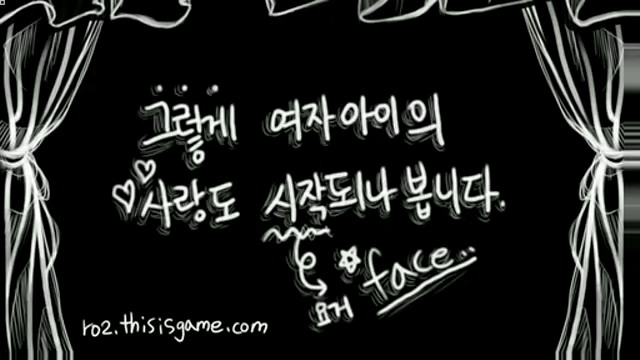 그렇게 여자아이의
사랑도 시작되나 봅니다.
face..
요거
ro2.thisisgame.com